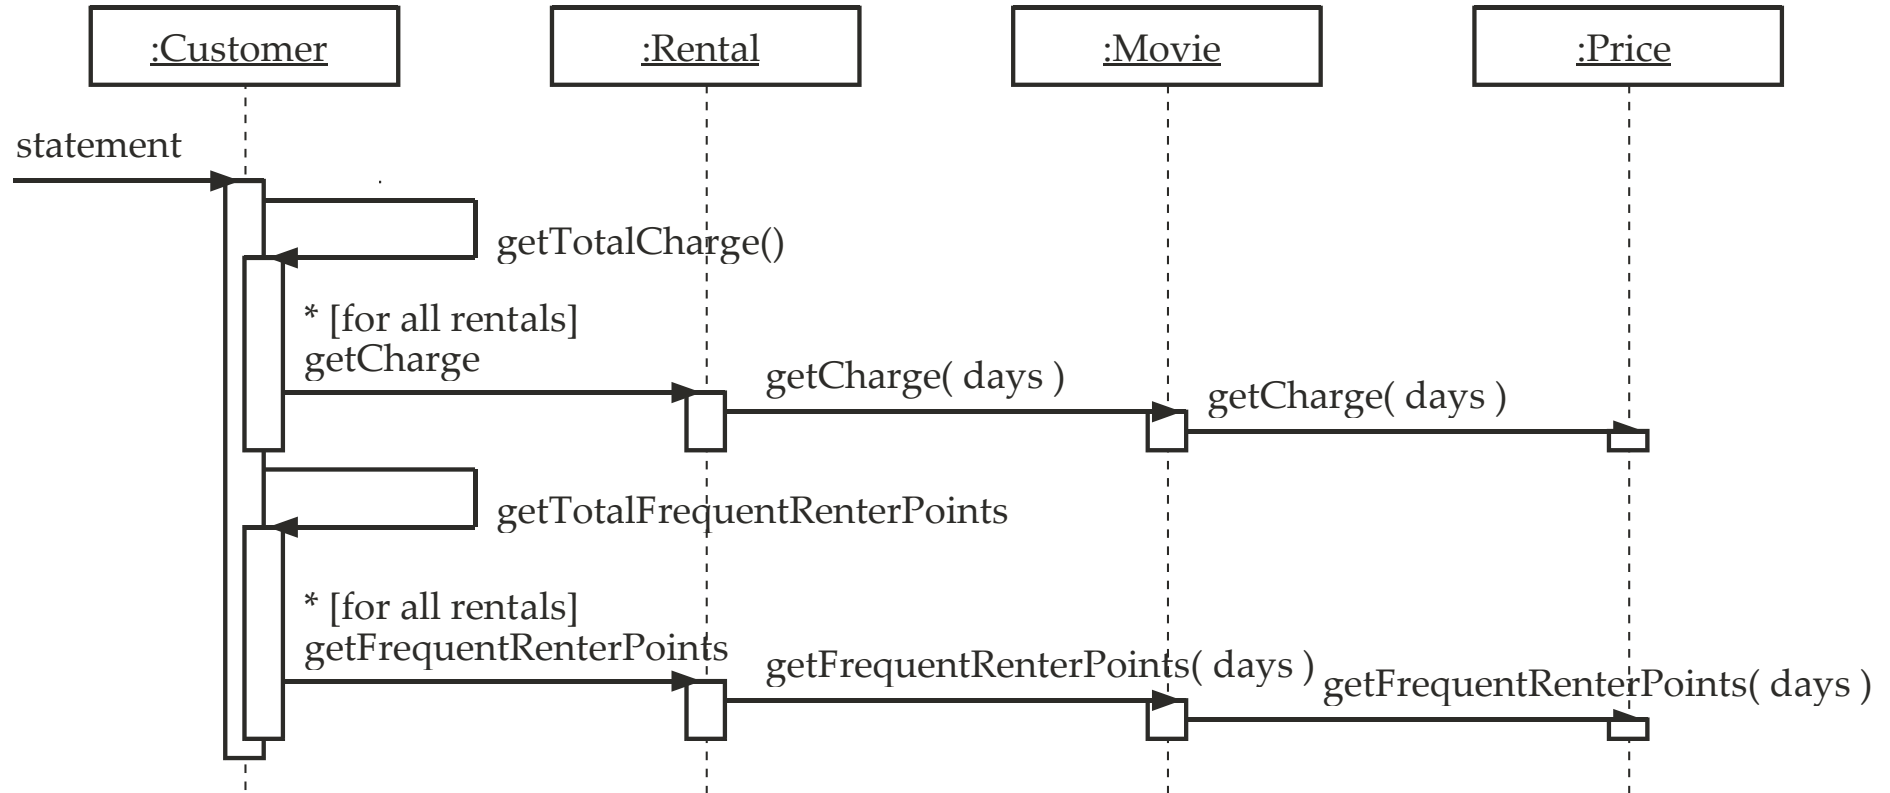 :Customer
:Rental
:Movie
:Price
statement
getTotalCharge()
* [for all rentals]
getCharge
getCharge( days )
getCharge( days )
getTotalFrequentRenterPoints
* [for all rentals]
getFrequentRenterPoints
getFrequentRenterPoints( days )
getFrequentRenterPoints( days )